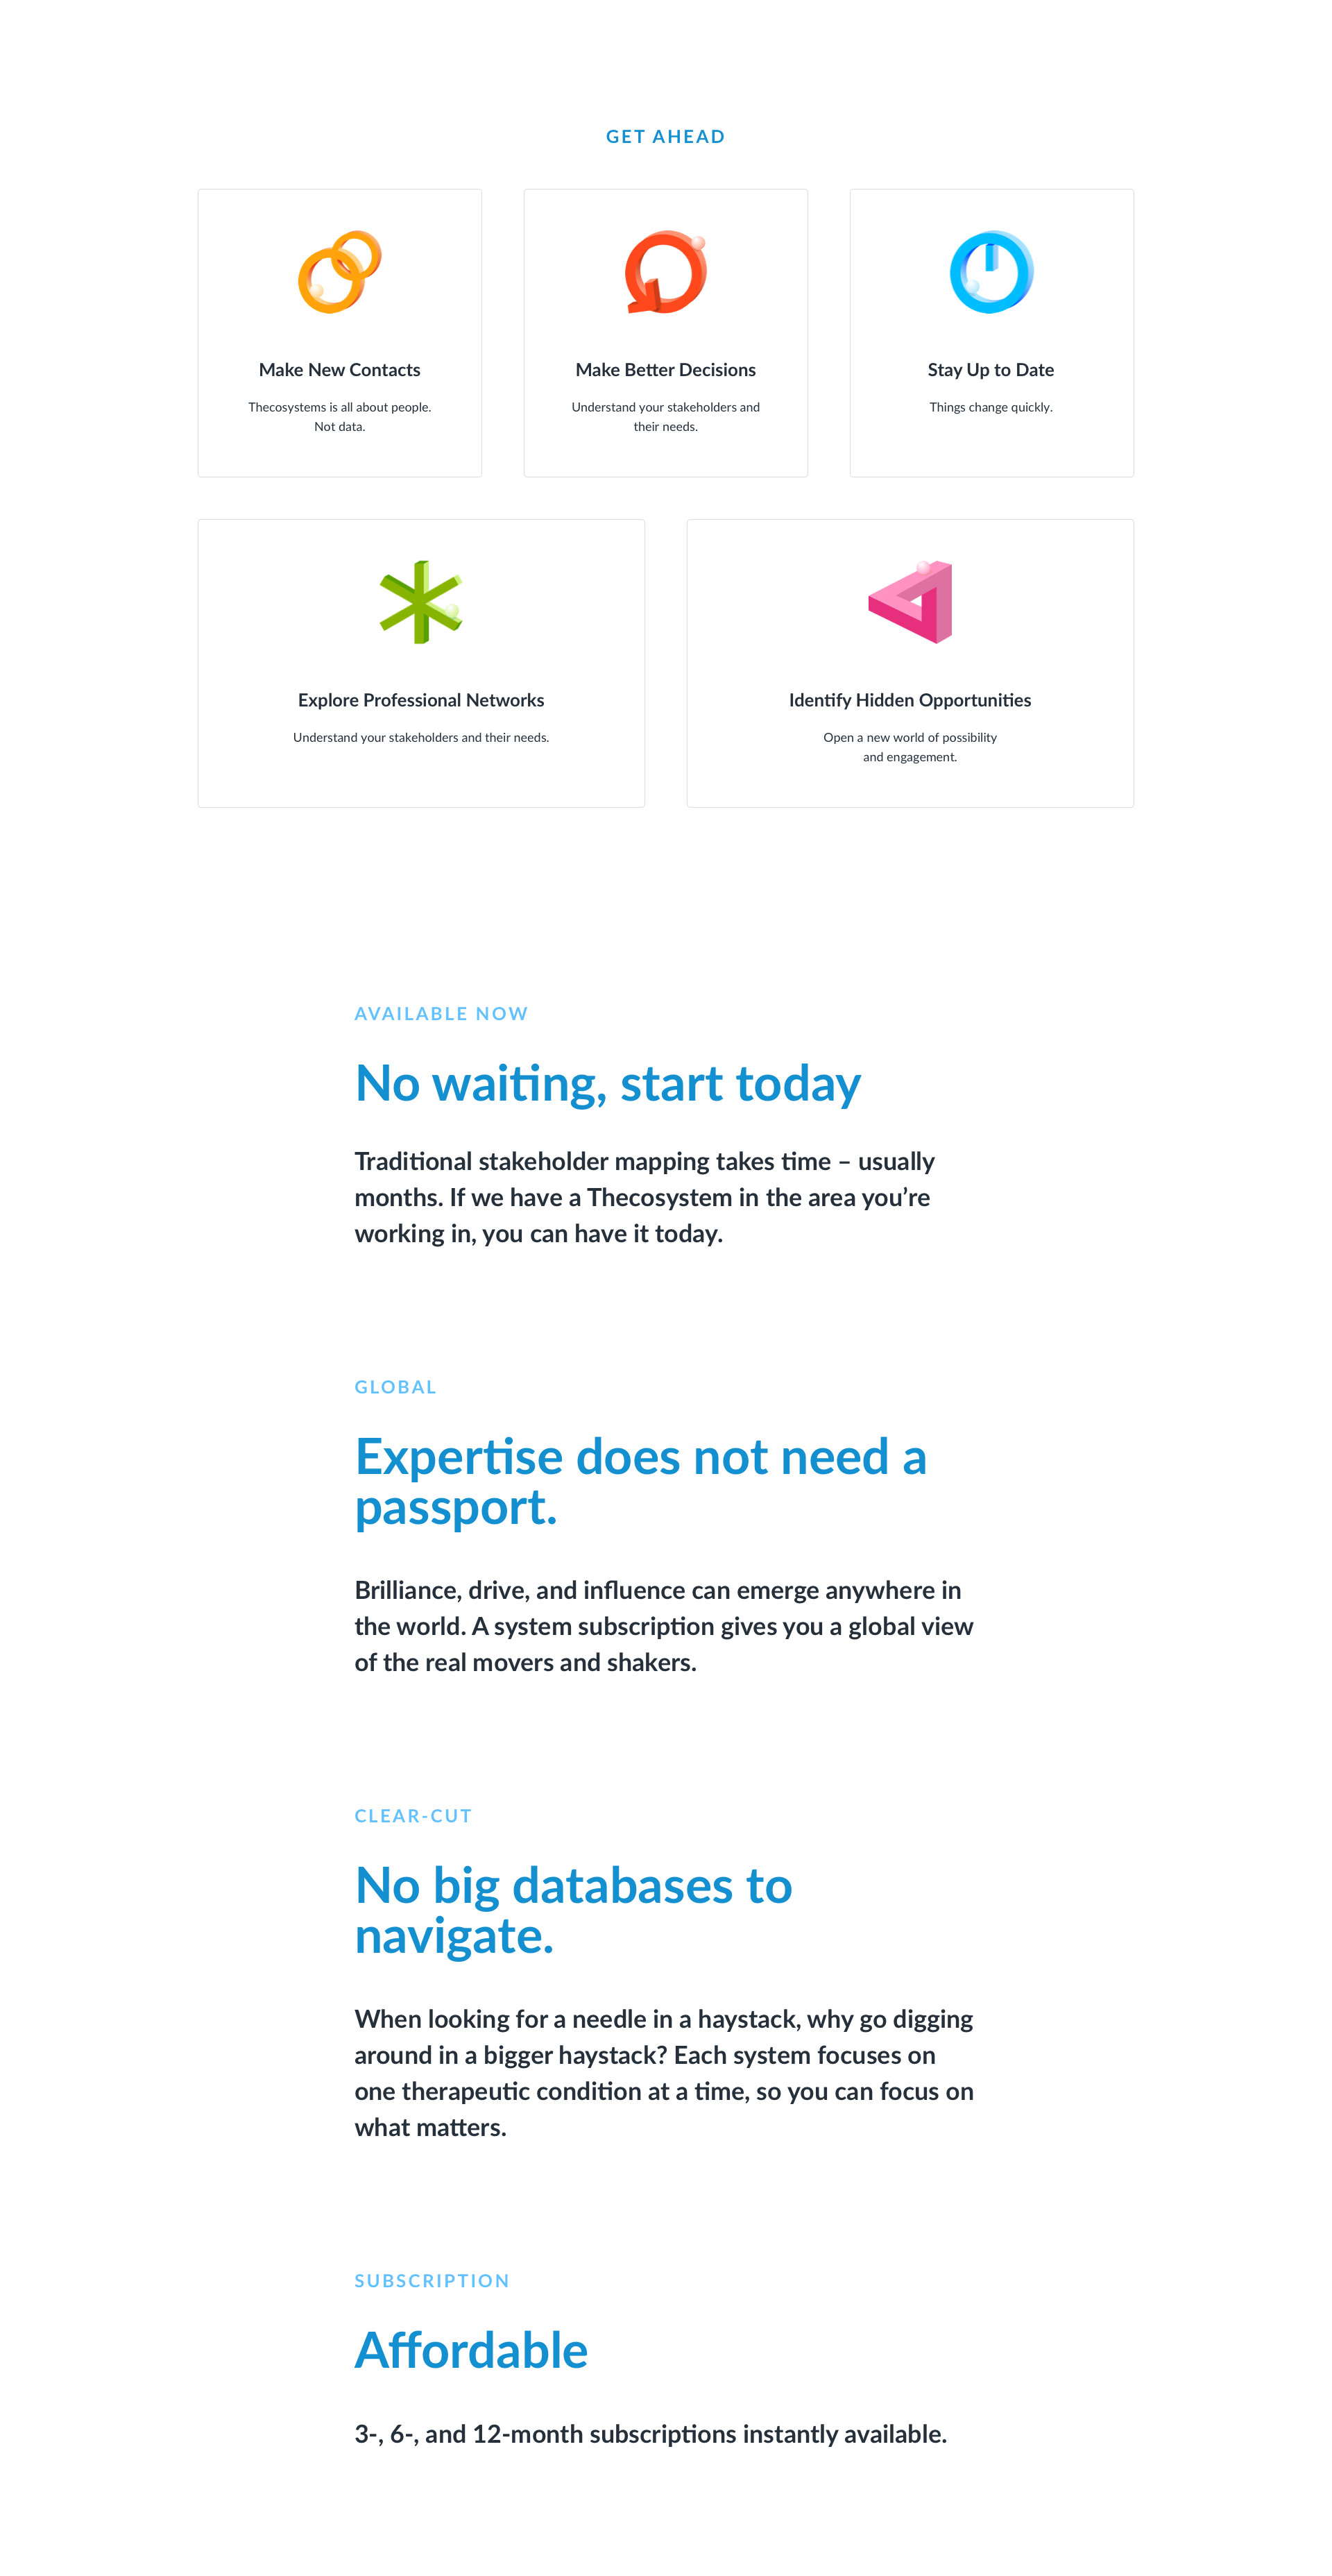 GET AHEAD
Make New Contacts
Thecosystems is all about people.
Not data.
Make Better Decisions
Understand your stakeholders and
their needs.
Stay Up to Date
Things change quickly.
Explore Professional Networks
Understand your stakeholders and their needs.
Identify Hidden Opportunities
Open a new world of possibility
and engagement.
AVAILABLE NOW
No waiting, start today
Traditional stakeholder mapping takes time – usually
months. If we have a Thecosystem in the area you’re
working in, you can have it today.
GLOBAL
Expertise does not need a
passport.
Brilliance, drive, and influence can emerge anywhere in
the world. A system subscription gives you a global view
of the real movers and shakers.
CLEAR-CUT
No big databases to
navigate.
When looking for a needle in a haystack, why go digging
around in a bigger haystack? Each system focuses on
one therapeutic condition at a time, so you can focus on
what matters.
SUBSCRIPTION
Affordable
3-, 6-, and 12-month subscriptions instantly available.